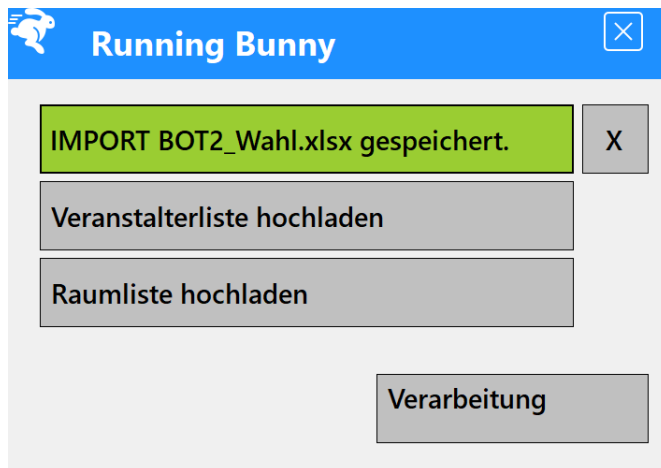 Running Bunny
IMPORT BOT2_Wahl.xlsx gespeichert.
X
Veranstalterliste hochladen
Raumliste hochladen
Verarbeitung